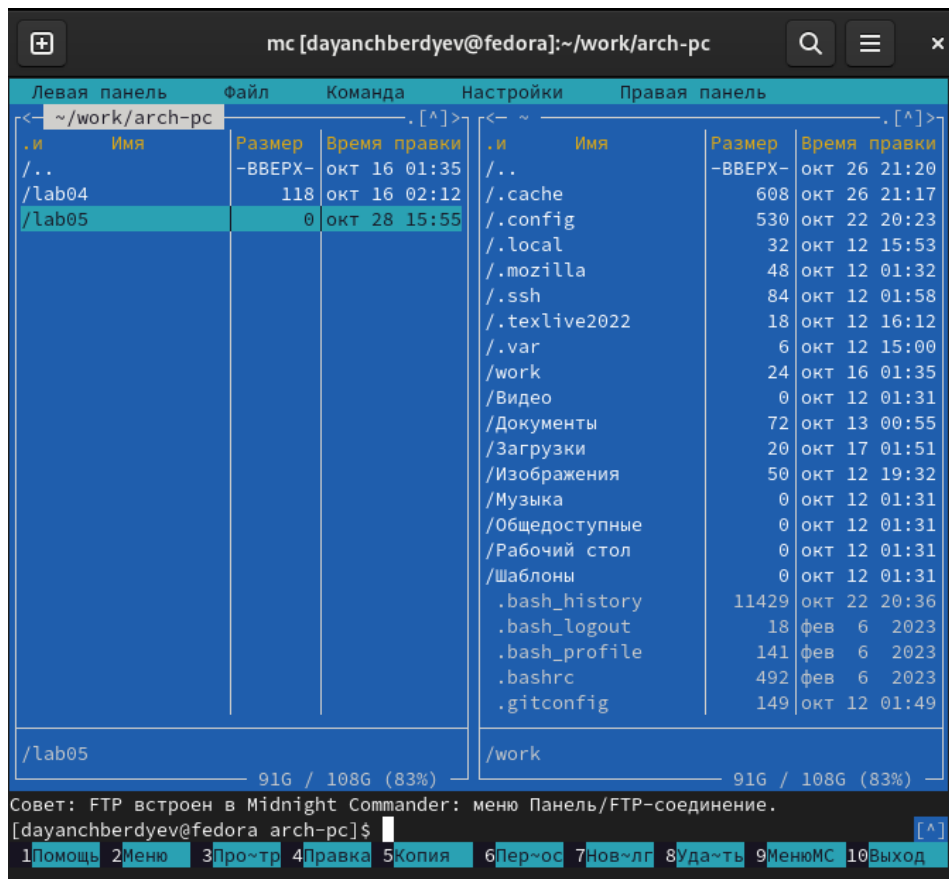 mc [dayanchberdyev@fedora]:~/work/arch-pc
Левая панель Файл Команда Настройки Правая панель
<— ~/work/arch-pc .[^]>
.и Имя Размер Время правки
/.. -ВВЕРХ- окт 16 01:35
/lab04 118 окт 16 02:12
/lab05 0 окт 28 15:55
/lab05
91G / 108G (83%)
<— ~ .[^]>
.и Имя Размер Время правки
/.. -ВВЕРХ- окт 26 21:20
/.cache 608 окт 26 21:17
/.config 530 окт 22 20:23
/.local 32 окт 12 15:53
/.mozilla 48 окт 12 01:32
/.ssh 84 окт 12 01:58
/.texlive2022 18 окт 12 16:12
/.var 6 окт 12 15:00
/work 24 окт 16 01:35
/Видео 0 окт 12 01:31
/Документы 72 окт 13 00:55
/Загрузки 20 окт 17 01:51
/Изображения 50 окт 12 19:32
/Музыка 0 окт 12 01:31
/Общедоступные 0 окт 12 01:31
/Рабочий стол 0 окт 12 01:31
/Шаблоны 0 окт 12 01:31
.bash_history 11429 окт 22 20:36
.bash_logout 18 фев 6 2023
.bash_profile 141 фев 6 2023
.bashrc 492 фев 6 2023
.gitconfig 149 окт 12 01:49
/work
91G / 108G (83%)
Совет: FTP встроен в Midnight Commander: меню Панель/FTP-соединение.
[dayanchberdyev@fedora arch-pc]$ [^]
1Помощь 2Меню 3Про~тр 4Правка 5Копия 6Пер~ос 7Нов~лг 8Уда~ть 9МенюМС 10Выход